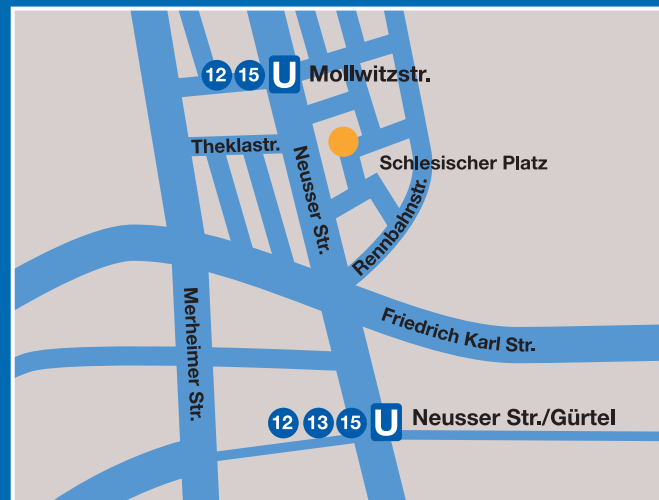 12 15 U Mollwitzstr.
Theklastr.
Neusser Str.
Schlesischer Platz
Rennbahnstr.
Merheimer Str.
Friedrich Karl Str.
12 13 15 U Neusser Str./Gürtel